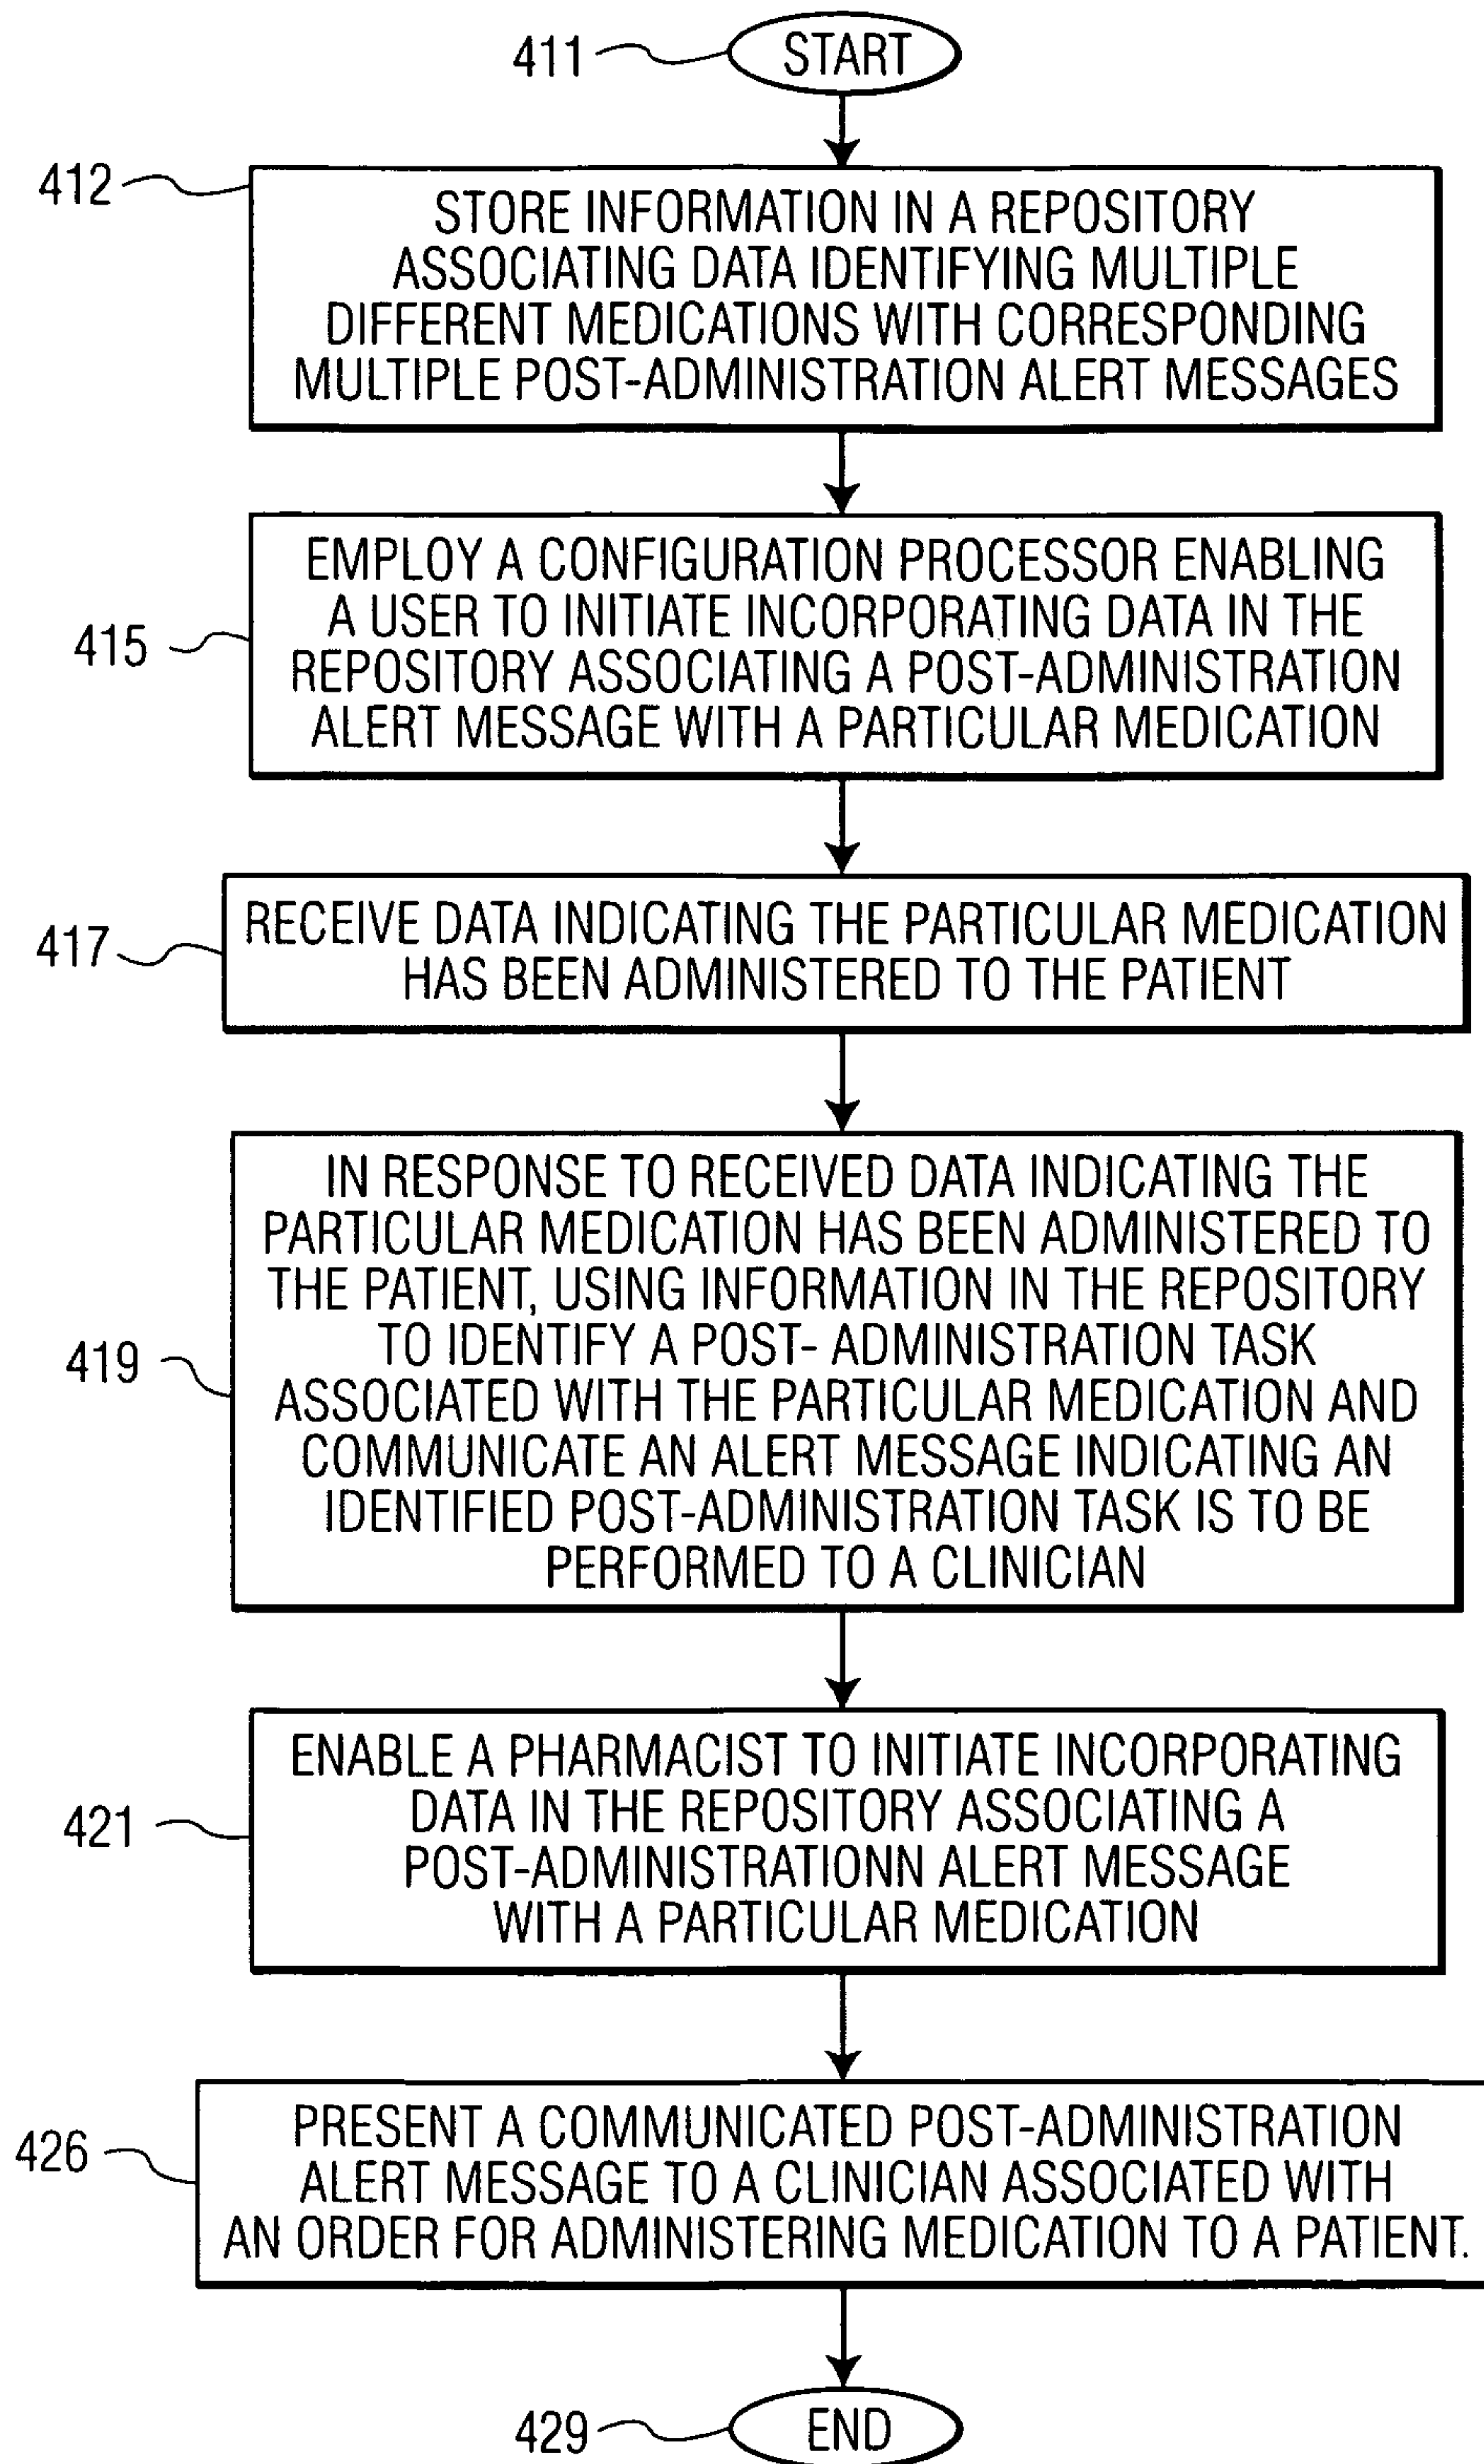 411
START
412
STORE INFORMATION IN A REPOSITORY
ASSOCIATING DATA IDENTIFYING MULTIPLE
DIFFERENT MEDICATIONS WITH CORRESPONDING
MULTIPLE POST-ADMINISTRATION ALERT MESSAGES
415
EMPLOY A CONFIGURATION PROCESSOR ENABLING
A USER TO INITIATE INCORPORATING DATA IN THE
REPOSITORY ASSOCIATING A POST-ADMINISTRATION
ALERT MESSAGE WITH A PARTICULAR MEDICATION
417
RECEIVE DATA INDICATING THE PARTICULAR MEDICATION
HAS BEEN ADMINISTERED TO THE PATIENT
419
IN RESPONSE TO RECEIVED DATA INDICATING THE
PARTICULAR MEDICATION HAS BEEN ADMINISTERED TO
THE PATIENT, USING INFORMATION IN THE REPOSITORY
TO IDENTIFY A POST- ADMINISTRATION TASK
ASSOCIATED WITH THE PARTICULAR MEDICATION AND
COMMUNICATE AN ALERT MESSAGE INDICATING AN
IDENTIFIED POST-ADMINISTRATION TASK IS TO BE
PERFORMED TO A CLINICIAN
421
ENABLE A PHARMACIST TO INITIATE INCORPORATING
DATA IN THE REPOSITORY ASSOCIATING A
POST-ADMINISTRATIONN ALERT MESSAGE
WITH A PARTICULAR MEDICATION
426
PRESENT A COMMUNICATED POST-ADMINISTRATION
ALERT MESSAGE TO A CLINICIAN ASSOCIATED WITH
AN ORDER FOR ADMINISTERING MEDICATION TO A PATIENT.
429
END